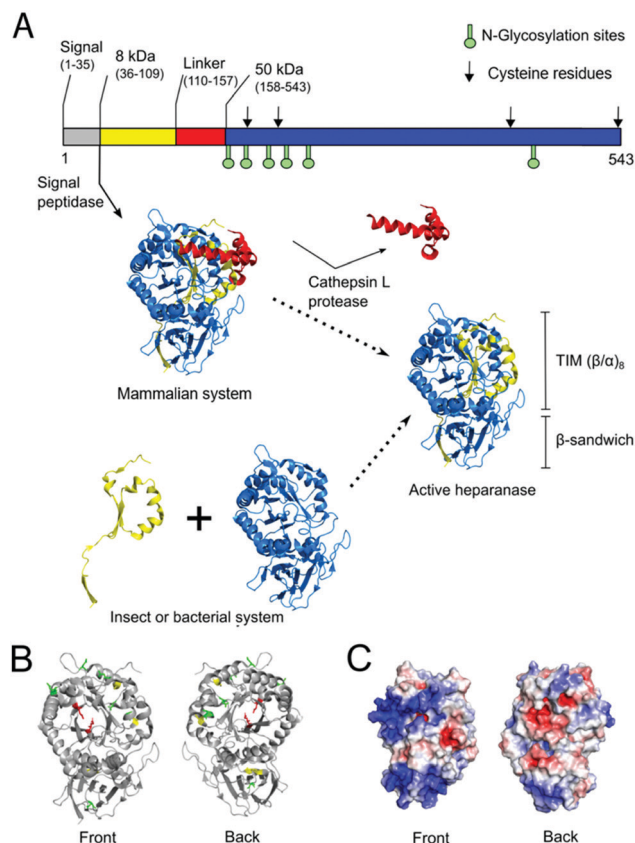 A
Signal
(1-35)
8 kDa
(36-109)
Linker
(110-157)
50 kDa
(158-543)
N-Glycosylation sites
Cysteine residues
1
543
Signal
peptidase
Cathepsin L
protease
Mammalian system
TIM (β/α)₈
β-sandwich
Active heparanase
+
Insect or bacterial system
B
C
Front
Back
Front
Back